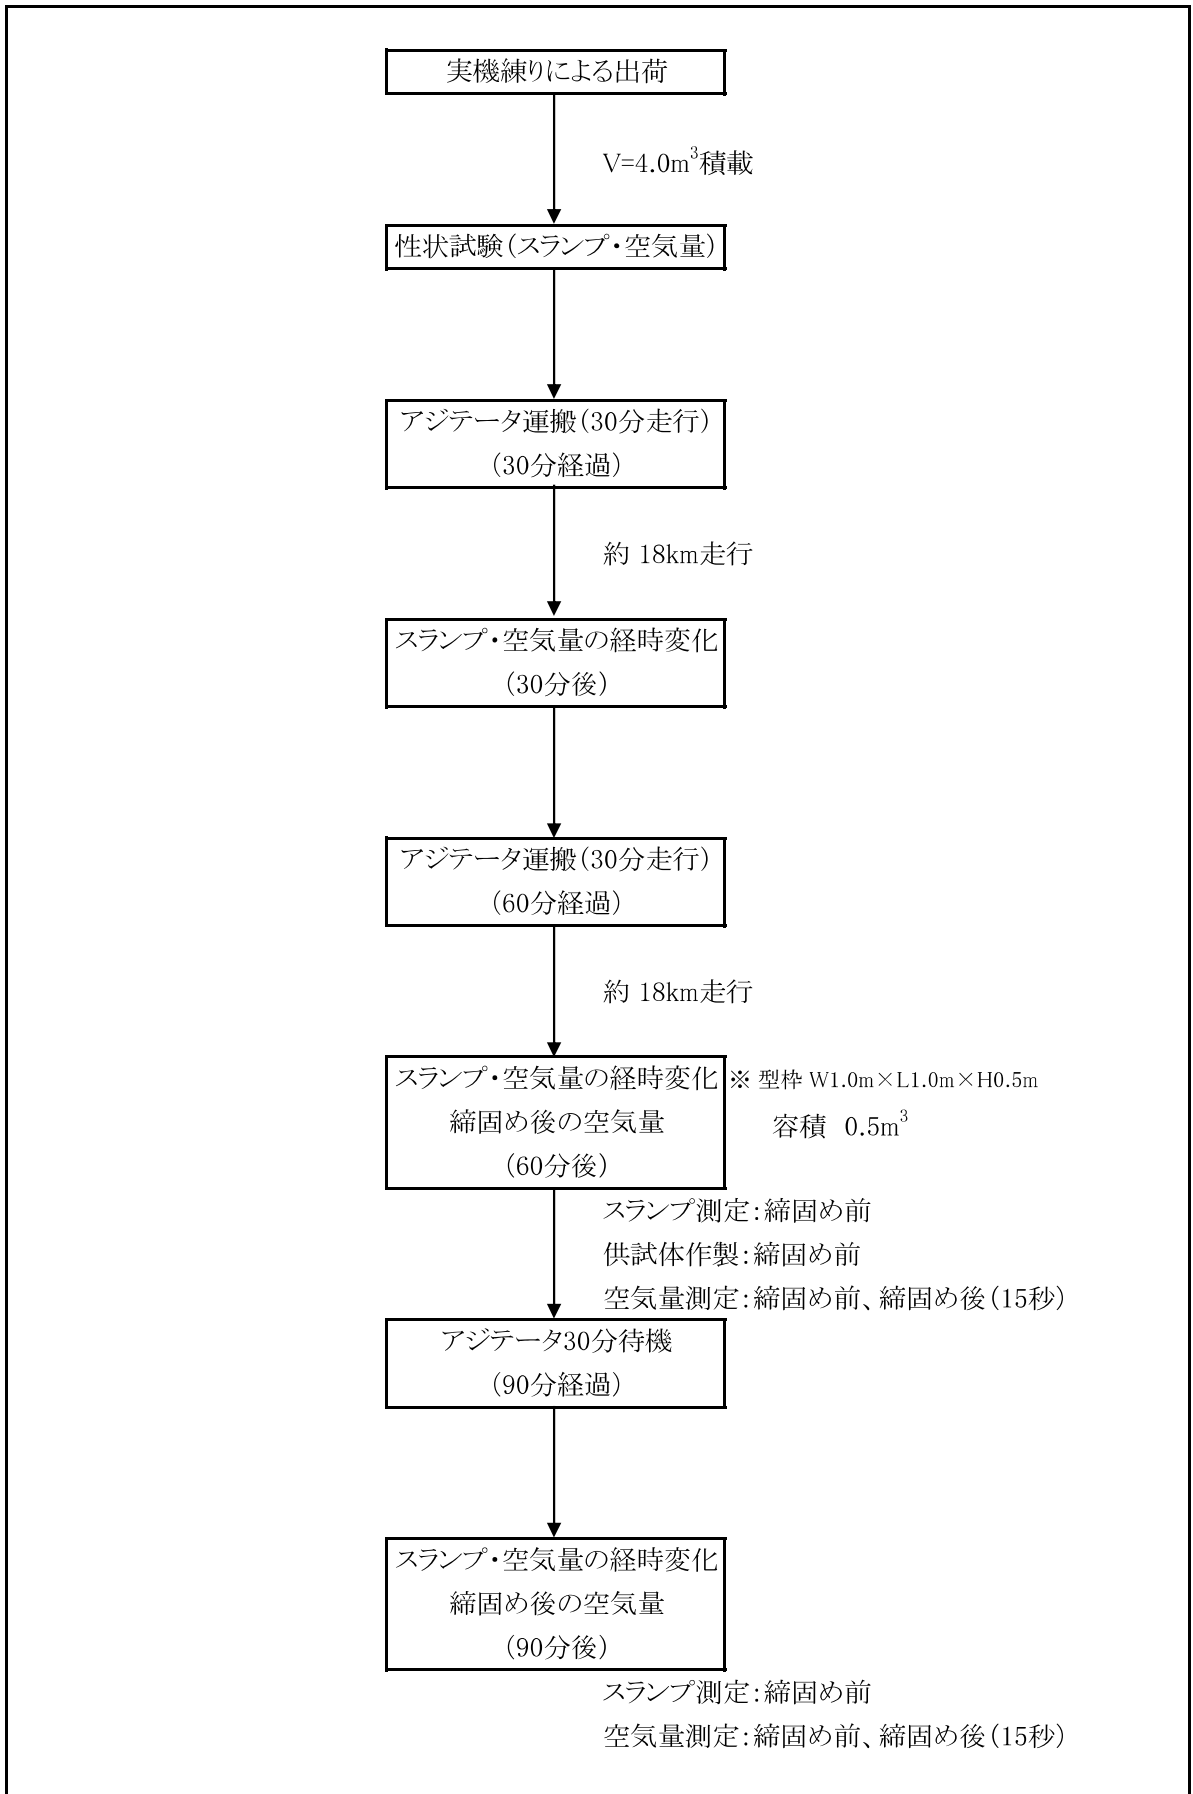 実機練りによる出荷
V=4.0m³積載
性状試験（スランプ・空気量）
アジテータ運搬（30分走行）
（30分経過）
約 18km走行
スランプ・空気量の経時変化
（30分後）
アジテータ運搬（30分走行）
（60分経過）
約 18km走行
スランプ・空気量の経時変化
※ 型枠 W1.0m×L1.0m×H0.5m
締固め後の空気量
容積　0.5m³
（60分後）
スランプ測定：締固め前
供試体作製：締固め前
空気量測定：締固め前、締固め後（15秒）
アジテータ30分待機
（90分経過）
スランプ・空気量の経時変化
締固め後の空気量
（90分後）
スランプ測定：締固め前
空気量測定：締固め前、締固め後（15秒）